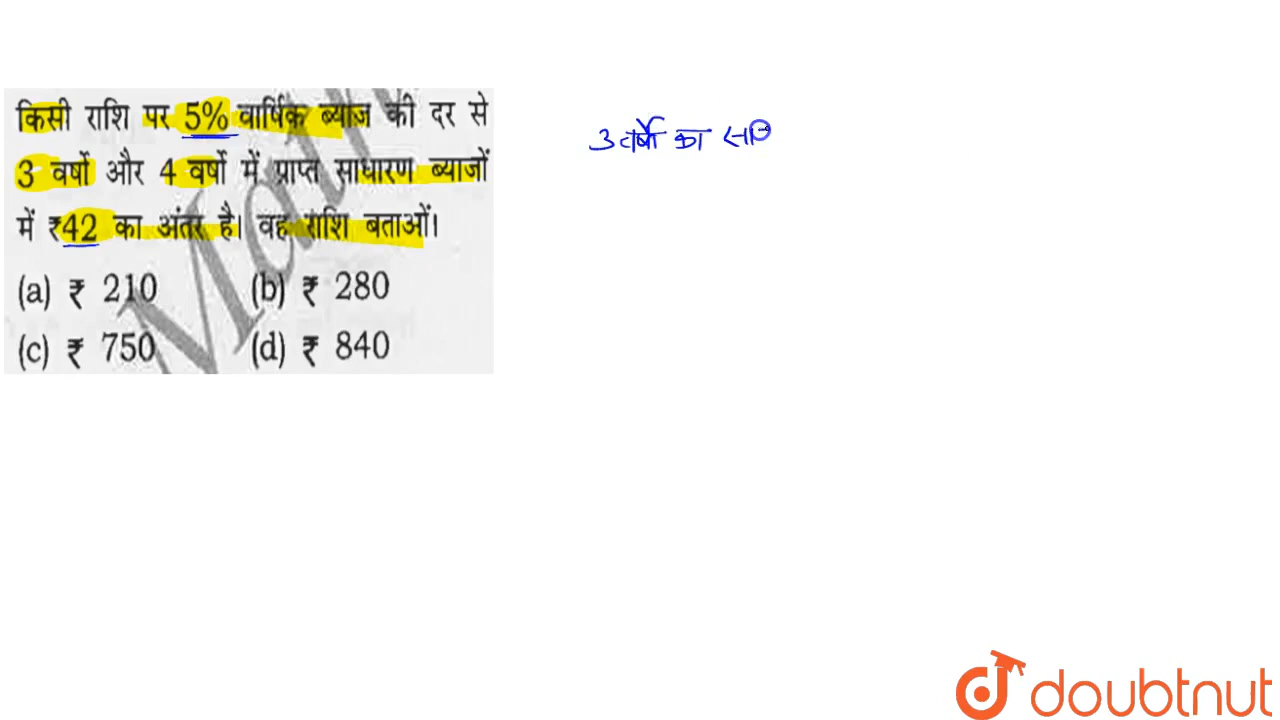 किसी राशि पर 5% वार्षिक ब्याज की दर से
3 वर्षो और 4 वर्षो में प्राप्त साधारण ब्याजों
में ₹42 का अंतर है। वह राशि बताओं।
(a) ₹ 210 (b) ₹ 280
(c) ₹ 750 (d) ₹ 840
3 वर्षो का सा
doubtnut